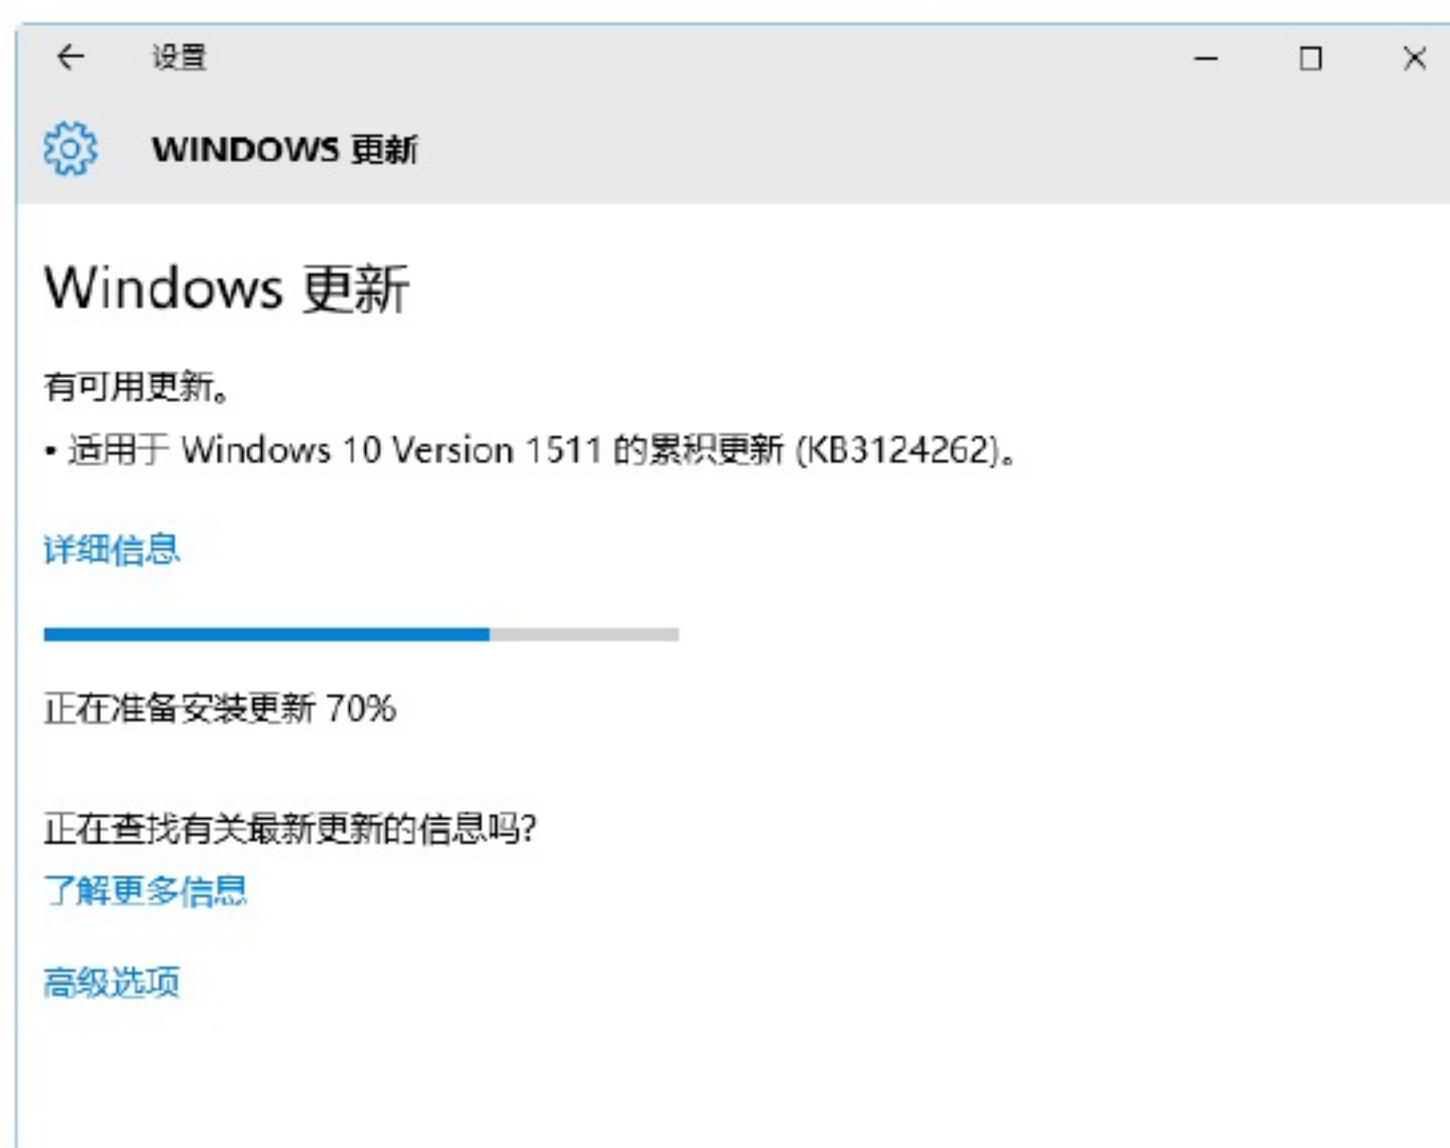 设置
WINDOWS 更新
Windows 更新
有可用更新。
• 适用于 Windows 10 Version 1511 的累积更新 (KB3124262)。
详细信息
正在准备安装更新 70%
正在查找有关最新更新的信息吗?
了解更多信息
高级选项